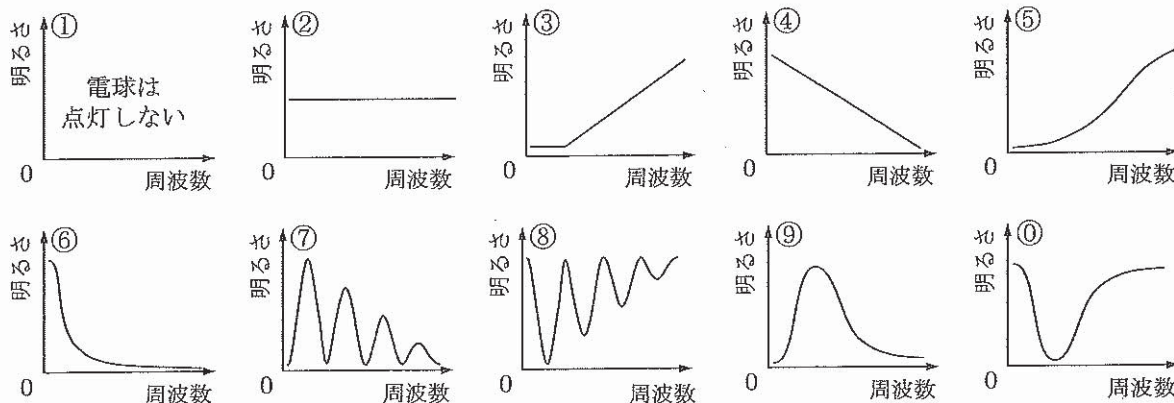 ① 明るさ
電球は
点灯しない
0 周波数
② 明るさ
0 周波数
③ 明るさ
0 周波数
④ 明るさ
0 周波数
⑤ 明るさ
0 周波数
⑥ 明るさ
0 周波数
⑦ 明るさ
0 周波数
⑧ 明るさ
0 周波数
⑨ 明るさ
0 周波数
⓪ 明るさ
0 周波数